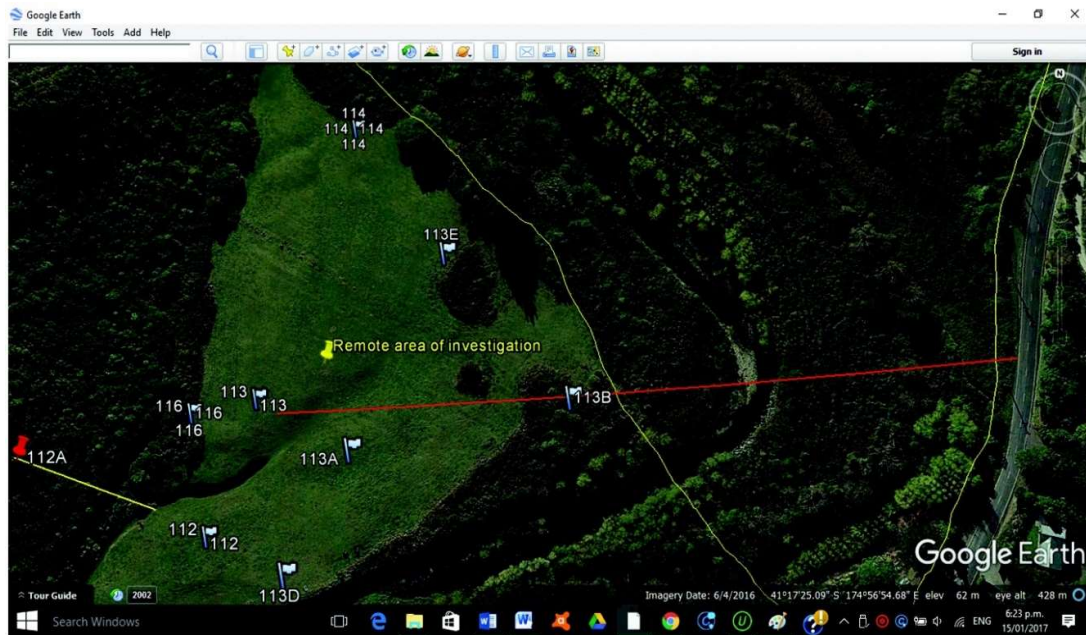 Google Earth
File Edit View Tools Add Help
Sign in
N
114
114 114
114
113E
Remote area of investigation
113
113
116
116
116
113B
112A
113A
112
112
113D
Google Earth
Tour Guide 2002
Imagery Date: 6/4/2016 41°17'25.09" S 174°56'54.68" E elev 62 m eye alt 428 m
Search Windows
ENG
6:23 p.m.
15/01/2017